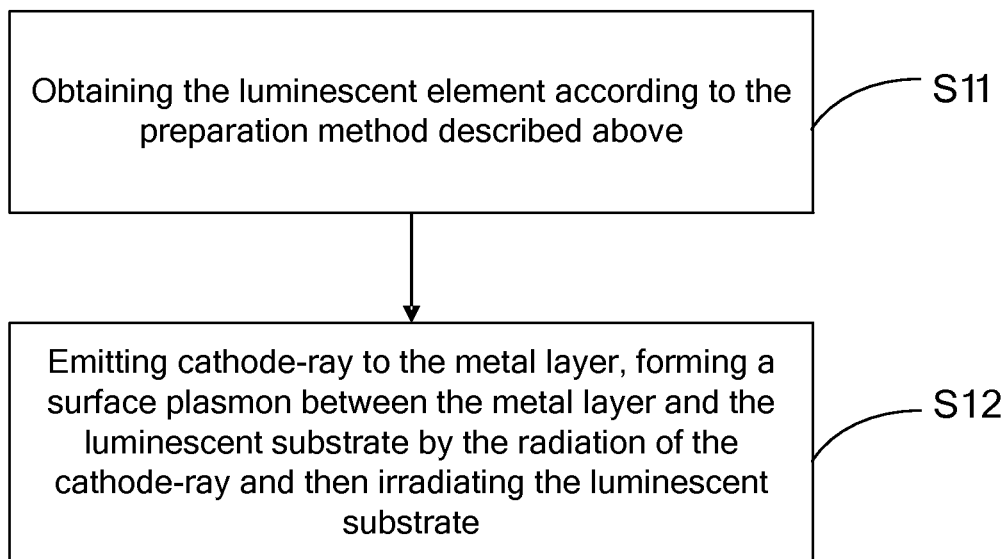 Obtaining the luminescent element according to the
preparation method described above
S11
Emitting cathode-ray to the metal layer, forming a
surface plasmon between the metal layer and the
luminescent substrate by the radiation of the
cathode-ray and then irradiating the luminescent
substrate
S12